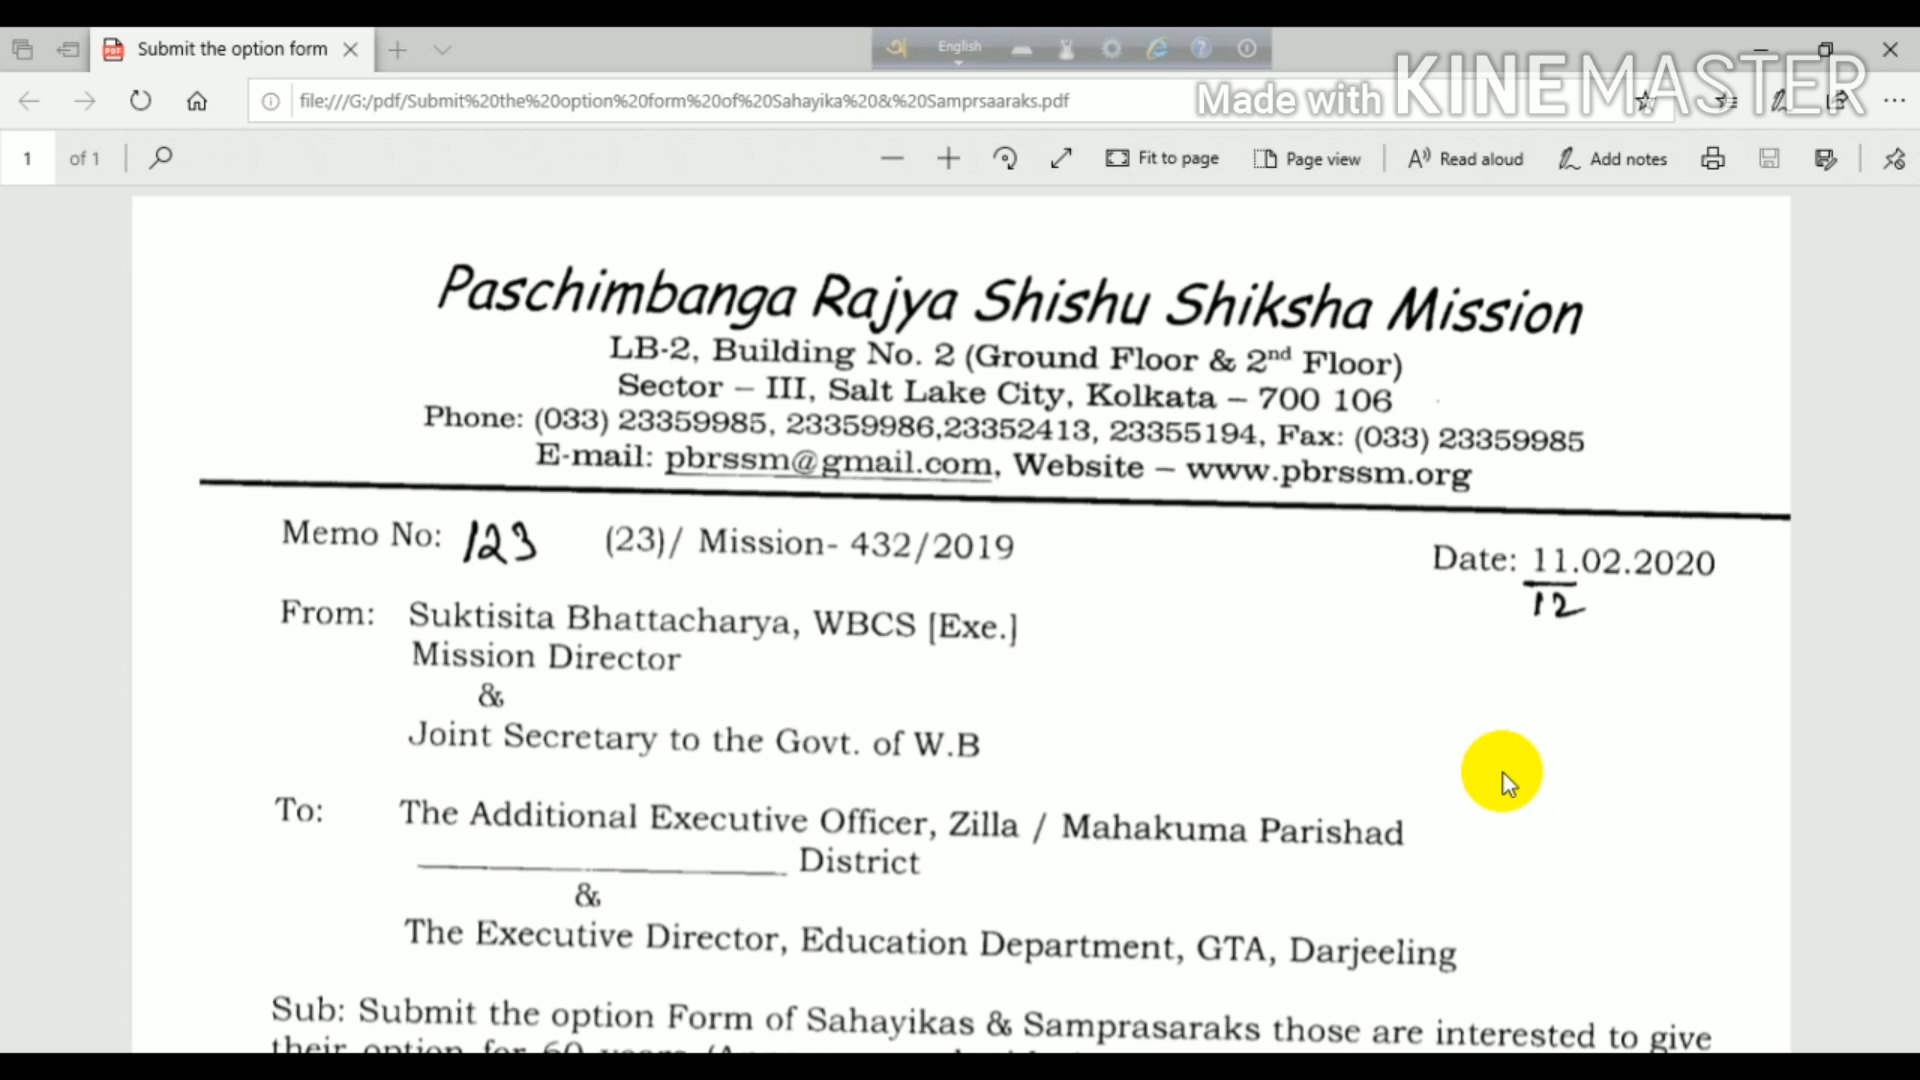 Submit the option form
English
Made with KINEMASTER
file:///G:/pdf/Submit%20the%20option%20form%20of%20Sahayika%20&%20Samprsaaraks.pdf
1 of 1 Fit to page Page view Read aloud Add notes
Paschimbanga Rajya Shishu Shiksha Mission
LB-2, Building No. 2 (Ground Floor & 2nd Floor)
Sector – III, Salt Lake City, Kolkata – 700 106
Phone: (033) 23359985, 23359986,23352413, 23355194, Fax: (033) 23359985
E-mail: pbrssm@gmail.com, Website – www.pbrssm.org
Memo No: 123 (23)/ Mission- 432/2019 Date: 11.02.2020
12
From: Suktisita Bhattacharya, WBCS [Exe.]
Mission Director
&
Joint Secretary to the Govt. of W.B
To: The Additional Executive Officer, Zilla / Mahakuma Parishad
District
&
The Executive Director, Education Department, GTA, Darjeeling
Sub: Submit the option Form of Sahayikas & Samprasaraks those are interested to give
their option for 60 years